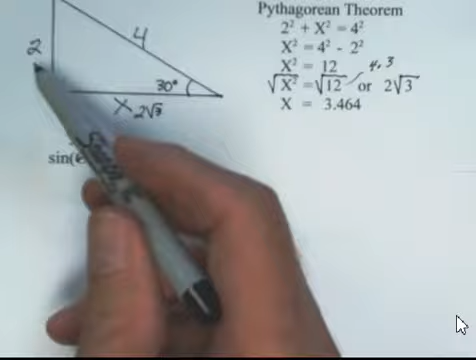 2
4
30°
X 2√3
Pythagorean Theorem
2² + X² = 4²
X² = 4² - 2²
X² = 12
4·3
√X² = √12 or 2√3
X = 3.464
sin(